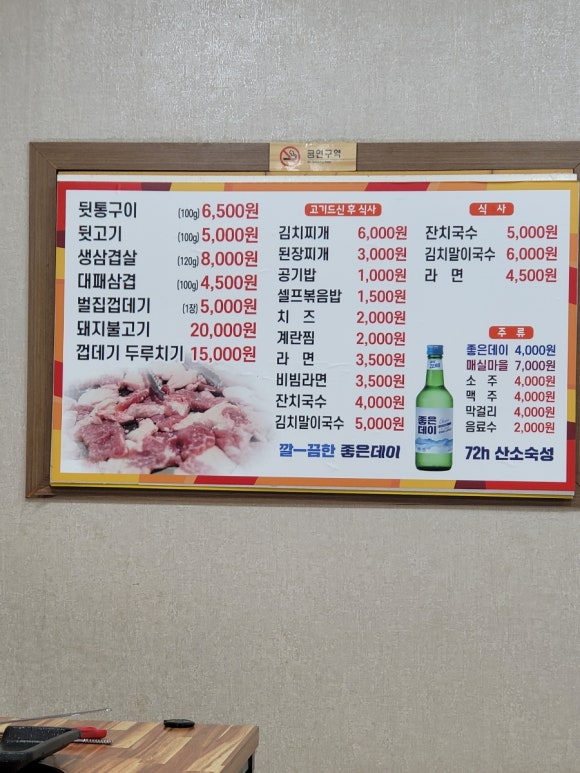 금연구역
뒷통구이 (100g) 6,500원
뒷고기 (100g) 5,000원
생삼겹살 (120g) 8,000원
대패삼겹 (100g) 4,500원
벌집껍데기 (1장) 5,000원
돼지불고기 20,000원
껍데기 두루치기 15,000원
고기드신 후 식사
김치찌개 6,000원
된장찌개 3,000원
공기밥 1,000원
셀프볶음밥 1,500원
치 즈 2,000원
계란찜 2,000원
라 면 3,500원
비빔라면 3,500원
잔치국수 4,000원
김치말이국수 5,000원
식 사
잔치국수 5,000원
김치말이국수 6,000원
라 면 4,500원
주 류
좋은데이 4,000원
매실마을 7,000원
소 주 4,000원
맥 주 4,000원
막걸리 4,000원
음료수 2,000원
좋은
데이
깔ㅡ끔한 좋은데이
72h 산소숙성